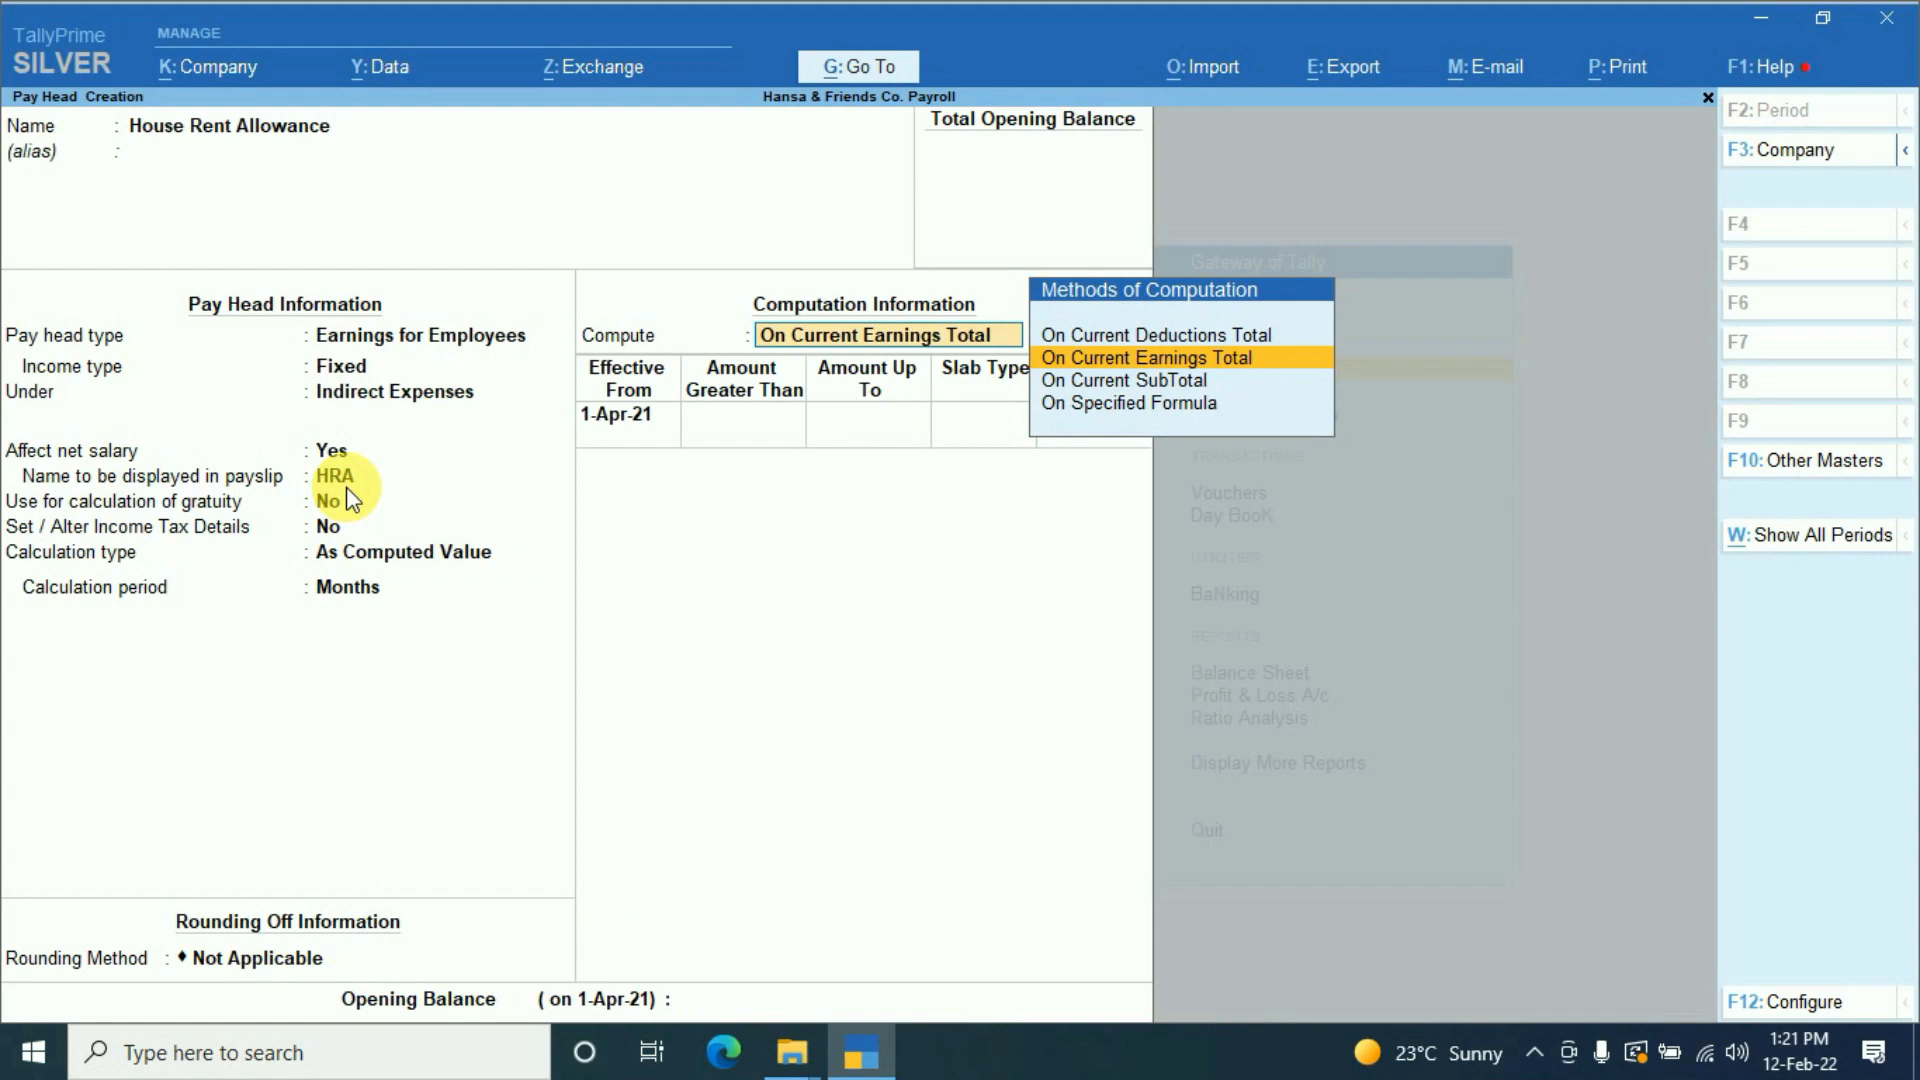 TallyPrime
SILVER
MANAGE
K: Company
Y: Data
Z: Exchange
G: Go To
O: Import
E: Export
M: E-mail
P: Print
F1: Help
Pay Head Creation
Hansa & Friends Co. Payroll
Name : House Rent Allowance
(alias) :
Total Opening Balance
Pay Head Information
Pay head type : Earnings for Employees
Income type : Fixed
Under : Indirect Expenses
Affect net salary : Yes
Name to be displayed in payslip : HRA
Use for calculation of gratuity : No
Set / Alter Income Tax Details : No
Calculation type : As Computed Value
Calculation period : Months
Computation Information
Compute : On Current Earnings Total
Effective From
Amount Greater Than
Amount Up To
Slab Type
1-Apr-21
Methods of Computation
On Current Deductions Total
On Current Earnings Total
On Current SubTotal
On Specified Formula
Gateway of Tally
TRANSACTIONS
Vouchers
Day BooK
UTILITIES
BaNking
REPORTS
Balance Sheet
Profit & Loss A/c
Ratio Analysis
Display More Reports
Quit
Rounding Off Information
Rounding Method : ♦ Not Applicable
Opening Balance ( on 1-Apr-21) :
F2: Period
F3: Company
F4
F5
F6
F7
F8
F9
F10: Other Masters
W: Show All Periods
F12: Configure
Type here to search
23°C Sunny
1:21 PM
12-Feb-22